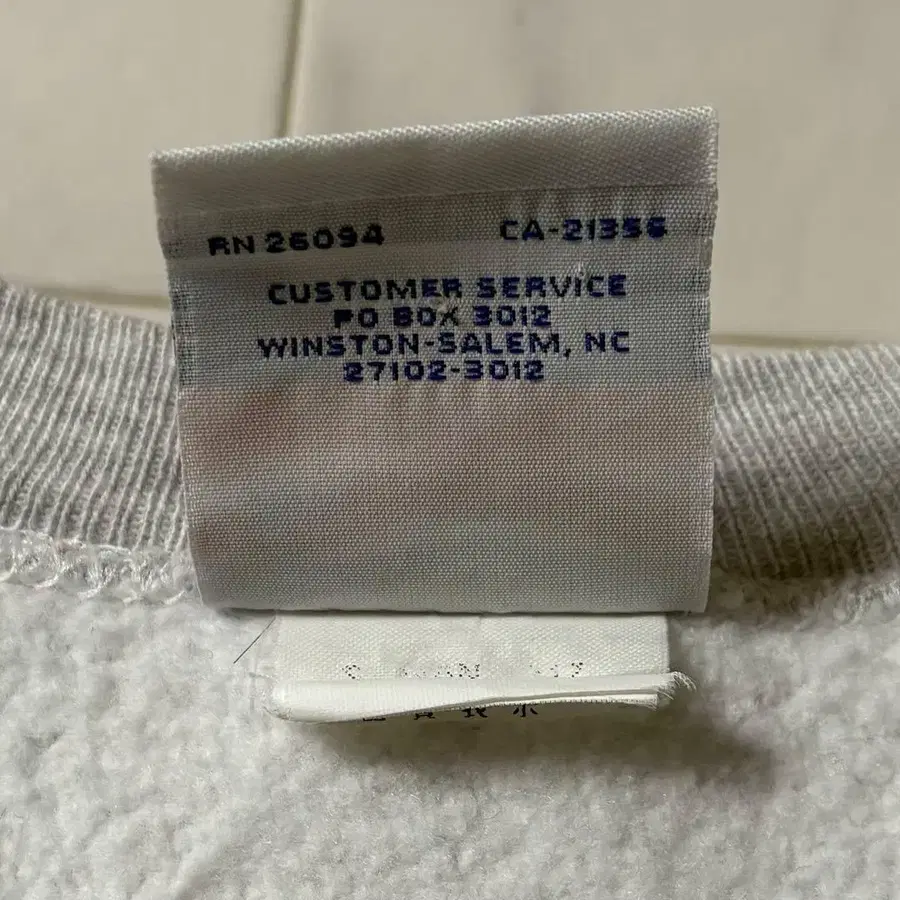 RN 26094 CA-21356
CUSTOMER SERVICE
PO BOX 3012
WINSTON-SALEM, NC
27102-3012